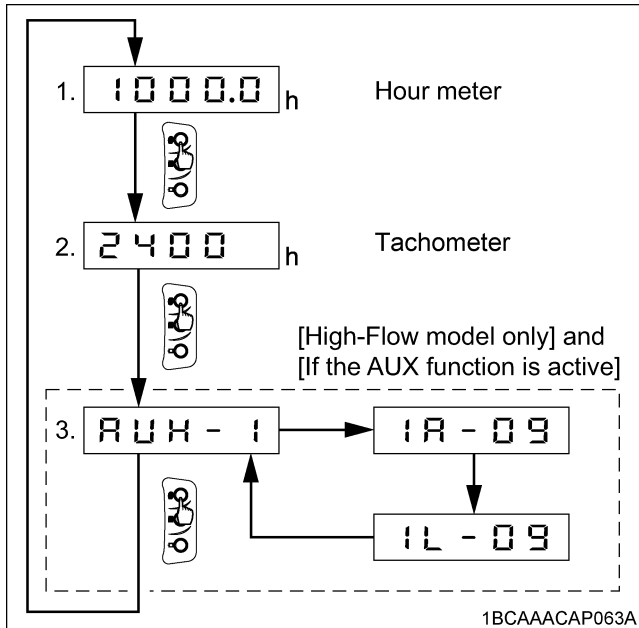 1. 1000.0 h Hour meter
2. 2400 h Tachometer
[High-Flow model only] and
[If the AUX function is active]
3. AUX-1 1A-09
1L-09
1BCAAACAP063A